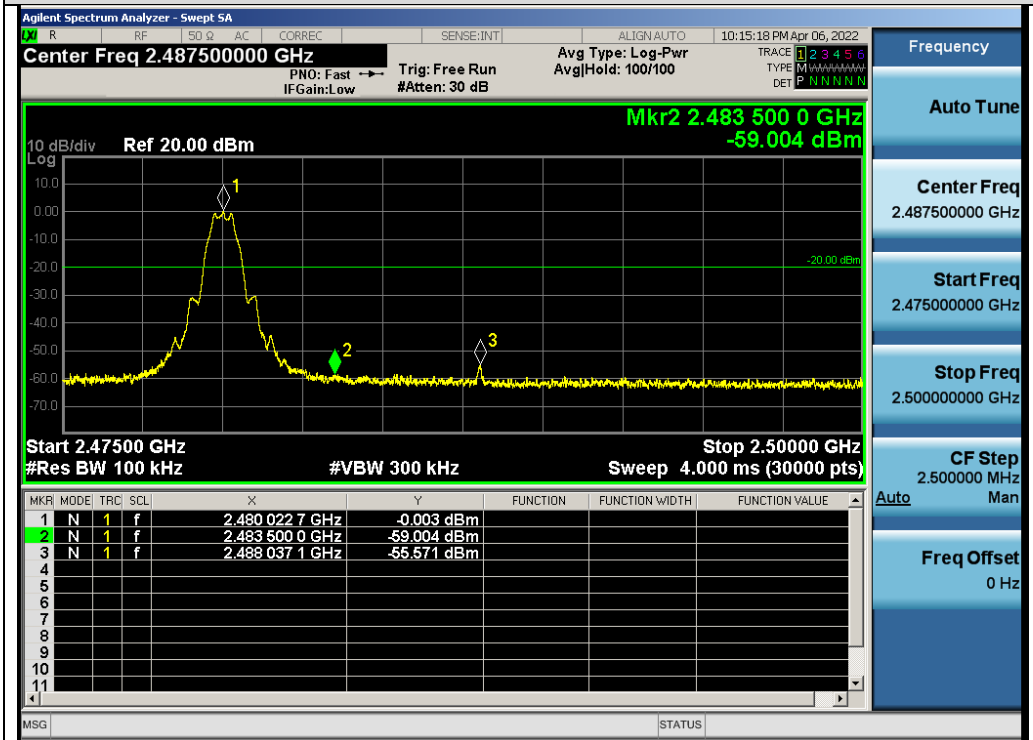 Agilent Spectrum Analyzer - Swept SA
LXI R RF 50 Ω AC CORREC SENSE:INT ALIGN AUTO 10:15:18 PM Apr 06, 2022
Center Freq 2.487500000 GHz
PNO: Fast
IFGain:Low
Trig: Free Run
#Atten: 30 dB
Avg Type: Log-Pwr
Avg|Hold: 100/100
TRACE 1 2 3 4 5 6
TYPE M W W W W W
DET P N N N N N
Mkr2 2.483 500 0 GHz
-59.004 dBm
10 dB/div Ref 20.00 dBm
Log
10.0
0.00
-10.0
-20.0
-30.0
-40.0
-50.0
-60.0
-70.0
1
2
3
-20.00 dBm
Start 2.47500 GHz Stop 2.50000 GHz
#Res BW 100 kHz #VBW 300 kHz Sweep 4.000 ms (30000 pts)
MKR MODE TRC SCL X Y FUNCTION FUNCTION WIDTH FUNCTION VALUE
1 N 1 f 2.480 022 7 GHz -0.003 dBm
2 N 1 f 2.483 500 0 GHz -59.004 dBm
3 N 1 f 2.488 037 1 GHz -55.571 dBm
4
5
6
7
8
9
10
11
MSG STATUS
Frequency
Auto Tune
Center Freq
2.487500000 GHz
Start Freq
2.475000000 GHz
Stop Freq
2.500000000 GHz
CF Step
2.500000 MHz
Auto Man
Freq Offset
0 Hz